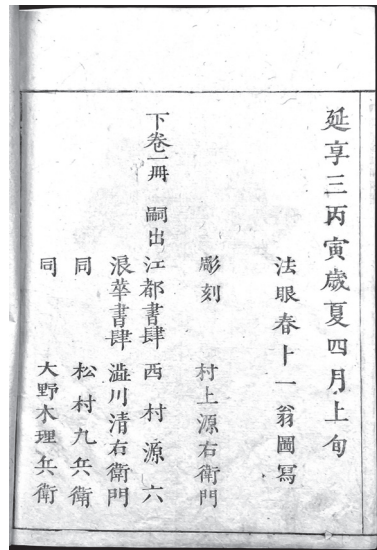 延享三丙寅歳夏四月上旬
法眼春卜一翁圖寫
彫刻 村上源右衛門
下卷一冊 嗣出
江都書肆 西村源六
浪華書肆 澁川清右衛門
同 松村九兵衛
同 大野木理兵衛